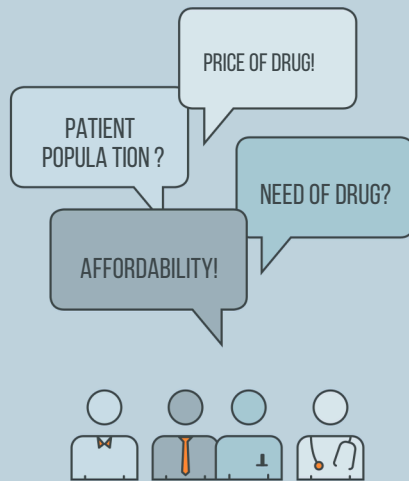 PRICE OF DRUG!
PATIENT
POPULA TION ?
NEED OF DRUG?
AFFORDABILITY!